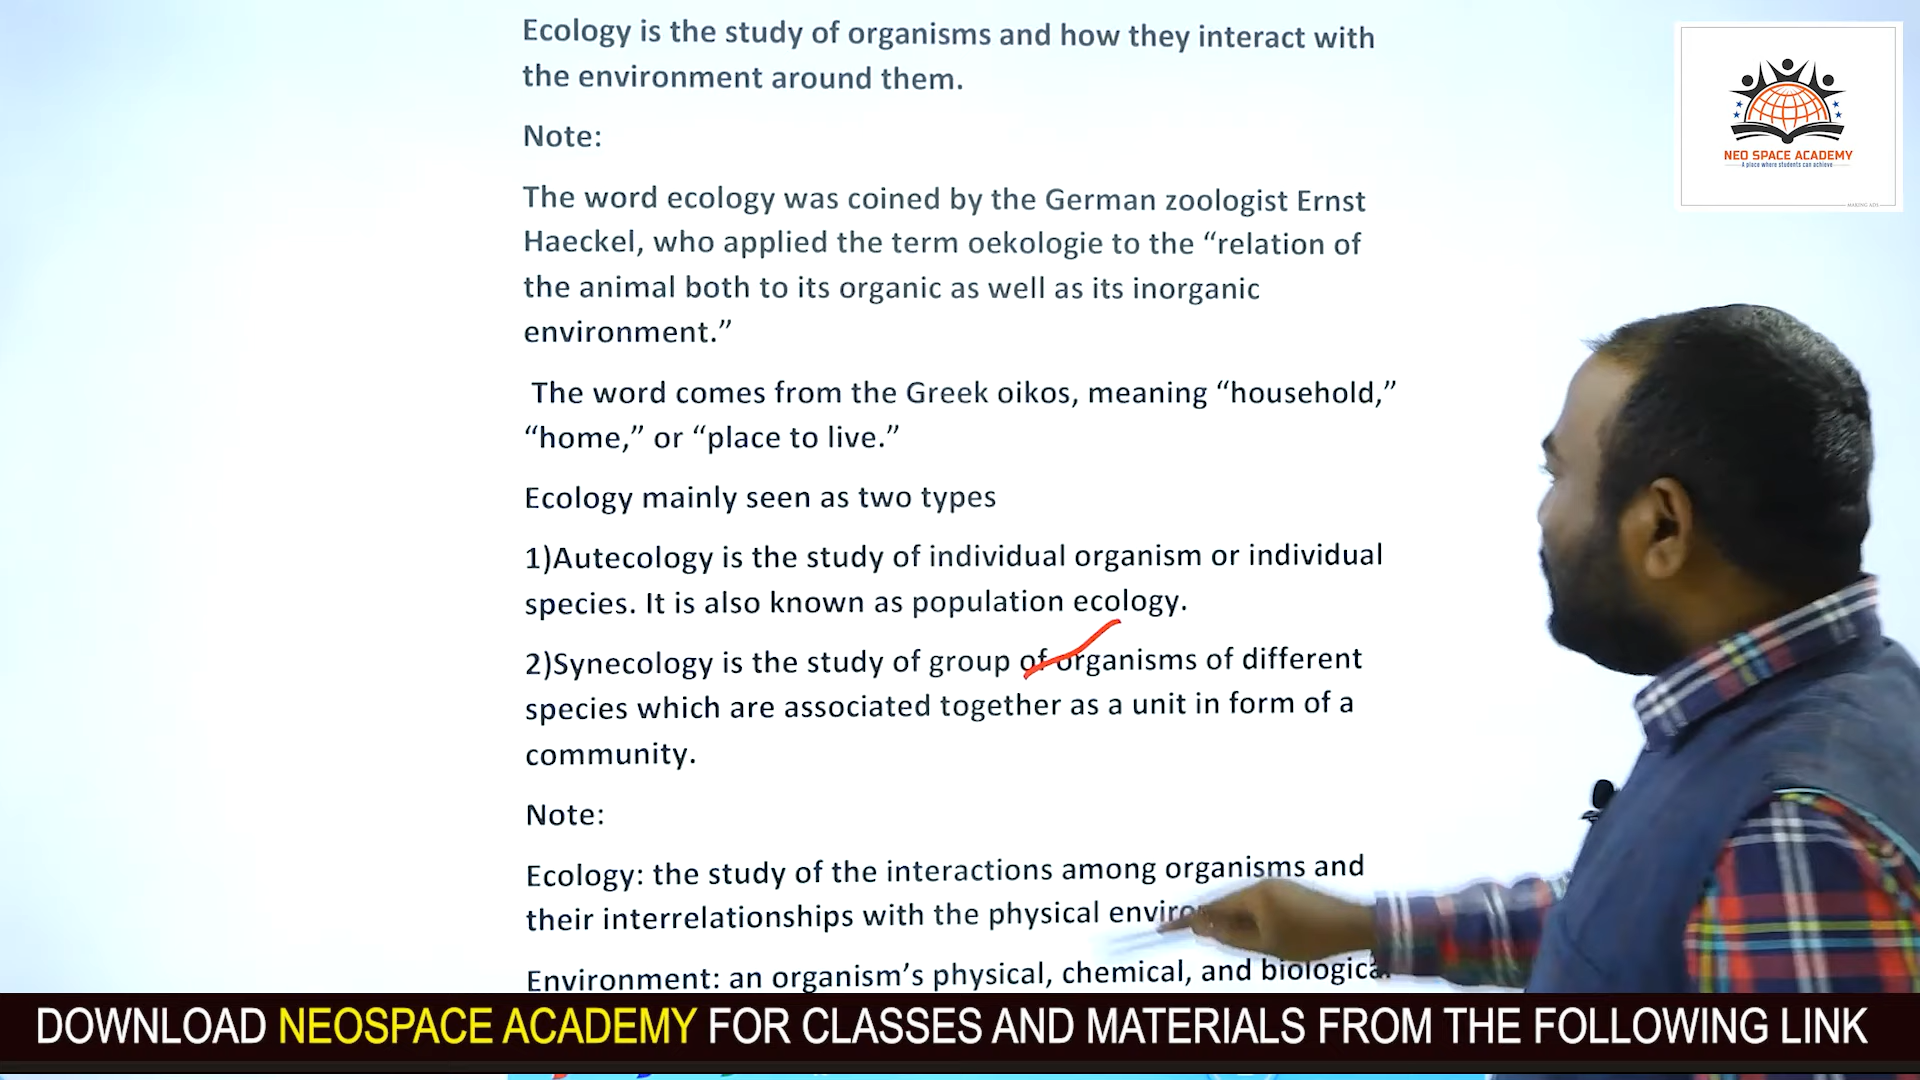 Ecology is the study of organisms and how they interact with
the environment around them.
Note:
The word ecology was coined by the German zoologist Ernst
Haeckel, who applied the term oekologie to the “relation of
the animal both to its organic as well as its inorganic
environment.”
The word comes from the Greek oikos, meaning “household,”
“home,” or “place to live.”
Ecology mainly seen as two types
1)Autecology is the study of individual organism or individual
species. It is also known as population ecology.
2)Synecology is the study of group of organisms of different
species which are associated together as a unit in form of a
community.
Note:
Ecology: the study of the interactions among organisms and
their interrelationships with the physical
Environment: an organism’s physical, chemical, and biological
NEO SPACE ACADEMY
A place where students can achieve
DOWNLOAD NEOSPACE ACADEMY FOR CLASSES AND MATERIALS FROM THE FOLLOWING LINK